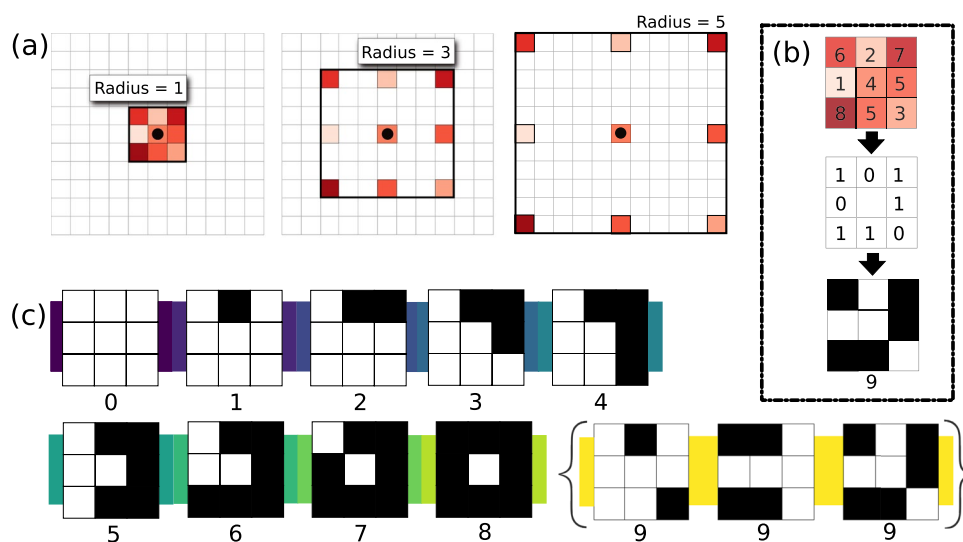 (a)
Radius = 1
Radius = 3
Radius = 5
(b)
6 2 7
1 4 5
8 5 3
1 0 1
0 1
1 1 0
9
(c)
0 1 2 3 4
5 6 7 8 9 9 9